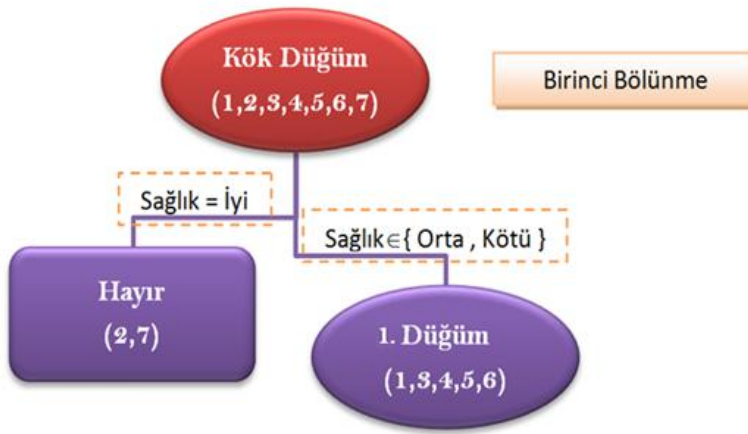 Kök Düğüm
(1,2,3,4,5,6,7)
Birinci Bölünme
Sağlık = İyi
Sağlık∈{ Orta , Kötü }
Hayır
(2,7)
1. Düğüm
(1,3,4,5,6)